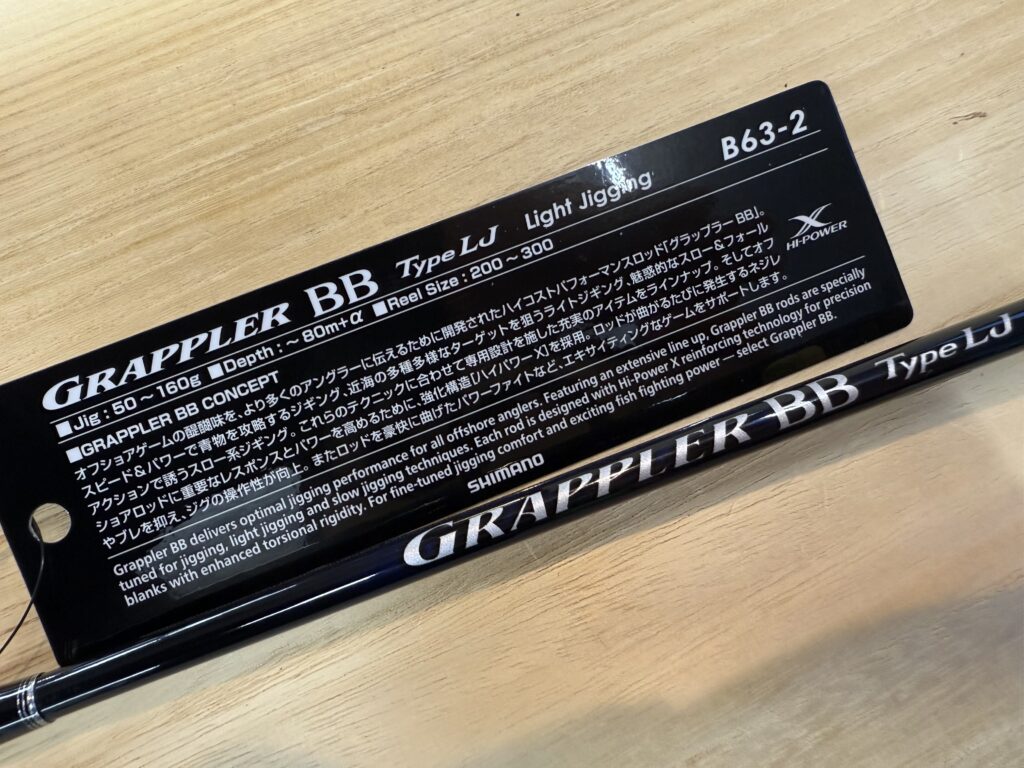 GRAPPLER BB Type LJ Light Jigging B63-2
■Jig : 50～160g ■Depth : ～80m+α ■Reel Size : 200～300
■GRAPPLER BB CONCEPT
オフショアゲームの醍醐味を、より多くのアングラーに伝えるために開発されたハイコストパフォーマンスロッド「グラップラー BB」。
スピード&パワーで青物を攻略するジギング、近海の多種多様なターゲットを狙うライトジギング、魅惑的なスロー&フォール
アクションで誘うスロー系ジギング。これらのテクニックに合わせて専用設計を施した充実のアイテムをラインナップ。そしてオフ
ショアロッドに重要なレスポンスとパワーを高めるために、強化構造[ハイパワー X]を採用。ロッドが曲がるたびに発生するネジレ
やブレを抑え、ジグの操作性が向上。またロッドを豪快に曲げたパワーファイトなど、エキサイティングなゲームをサポートします。
X
HI-POWER
Grappler BB delivers optimal jigging performance for all offshore anglers. Featuring an extensive line up, Grappler BB rods are specially
tuned for jigging, light jigging and slow jigging techniques. Each rod is designed with Hi-Power X reinforcing technology for precision
blanks with enhanced torsional rigidity. For fine-tuned jigging comfort and exciting fish fighting power — select Grappler BB.
SHIMANO
GRAPPLER BB Type LJ